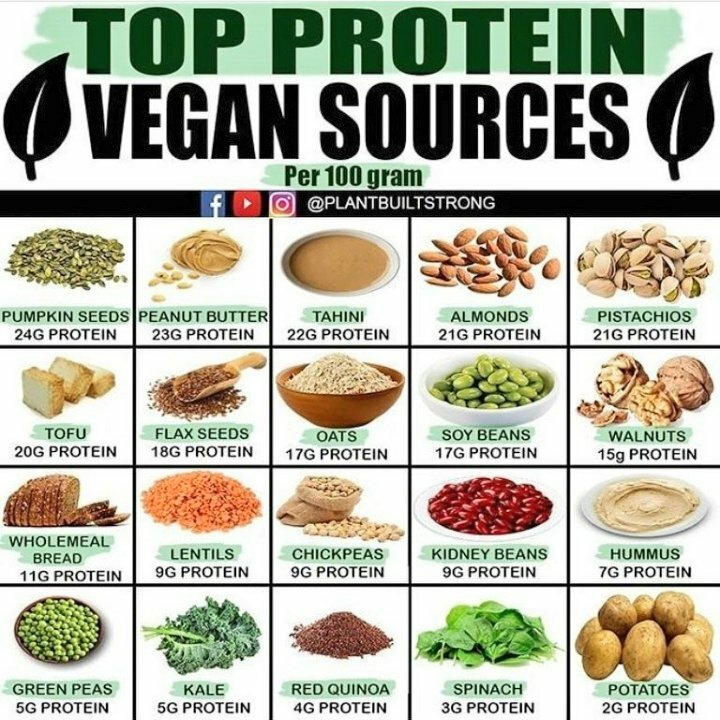 TOP PROTEIN
VEGAN SOURCES
Per 100 gram
@PLANTBUILTSTRONG
PUMPKIN SEEDS
24G PROTEIN
PEANUT BUTTER
23G PROTEIN
TAHINI
22G PROTEIN
ALMONDS
21G PROTEIN
PISTACHIOS
21G PROTEIN
TOFU
20G PROTEIN
FLAX SEEDS
18G PROTEIN
OATS
17G PROTEIN
SOY BEANS
17G PROTEIN
WALNUTS
15g PROTEIN
WHOLEMEAL
BREAD
11G PROTEIN
LENTILS
9G PROTEIN
CHICKPEAS
9G PROTEIN
KIDNEY BEANS
9G PROTEIN
HUMMUS
7G PROTEIN
GREEN PEAS
5G PROTEIN
KALE
5G PROTEIN
RED QUINOA
4G PROTEIN
SPINACH
3G PROTEIN
POTATOES
2G PROTEIN